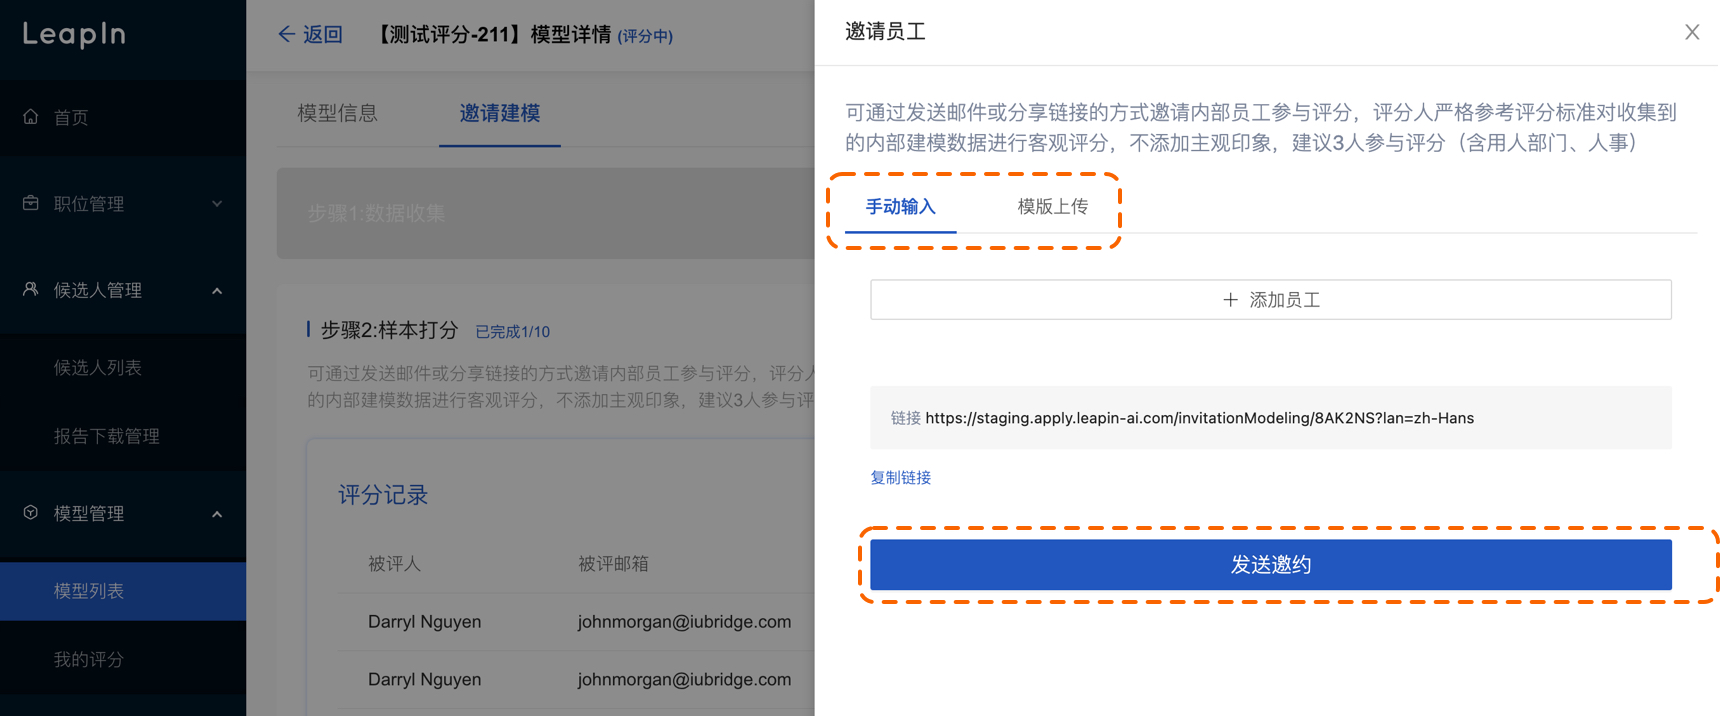 LeapIn
首页
职位管理
候选人管理
候选人列表
报告下载管理
模型管理
模型列表
我的评分
返回 【测试评分-211】模型详情 (评分中)
模型信息 邀请建模
步骤1:数据收集
步骤2:样本打分 已完成1/10
可通过发送邮件或分享链接的方式邀请内部员工参与评分，评分人
的内部建模数据进行客观评分，不添加主观印象，建议3人参与评
评分记录
被评人 被评邮箱
Darryl Nguyen johnmorgan@iubridge.com
Darryl Nguyen johnmorgan@iubridge.com
邀请员工
可通过发送邮件或分享链接的方式邀请内部员工参与评分，评分人严格参考评分标准对收集到
的内部建模数据进行客观评分，不添加主观印象，建议3人参与评分（含用人部门、人事）
手动输入 模版上传
+ 添加员工
链接 https://staging.apply.leapin-ai.com/invitationModeling/8AK2NS?lan=zh-Hans
复制链接
发送邀约